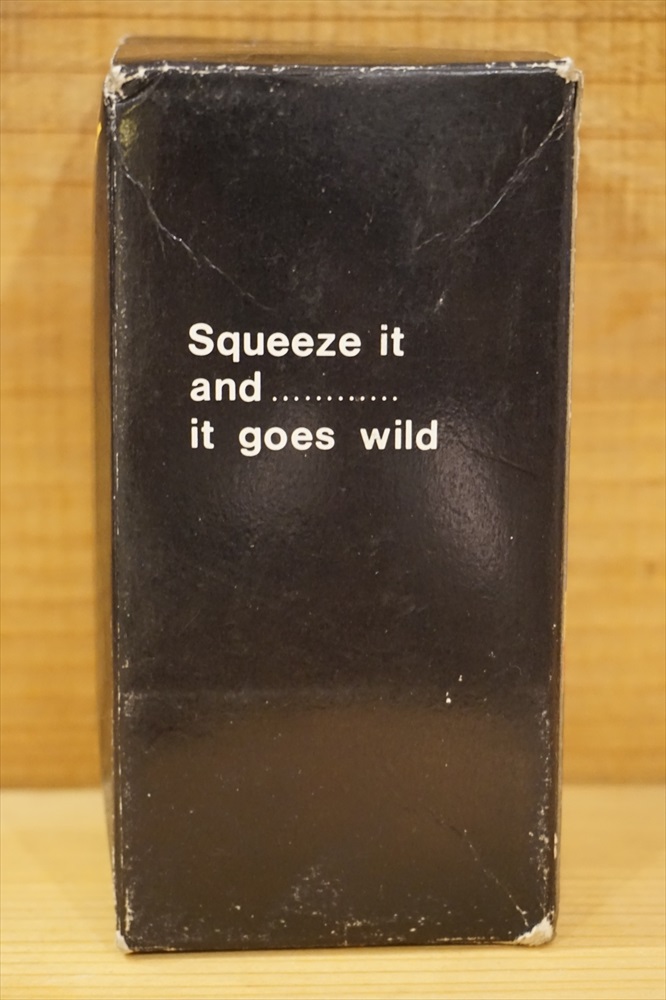 Squeeze it
and............
it goes wild